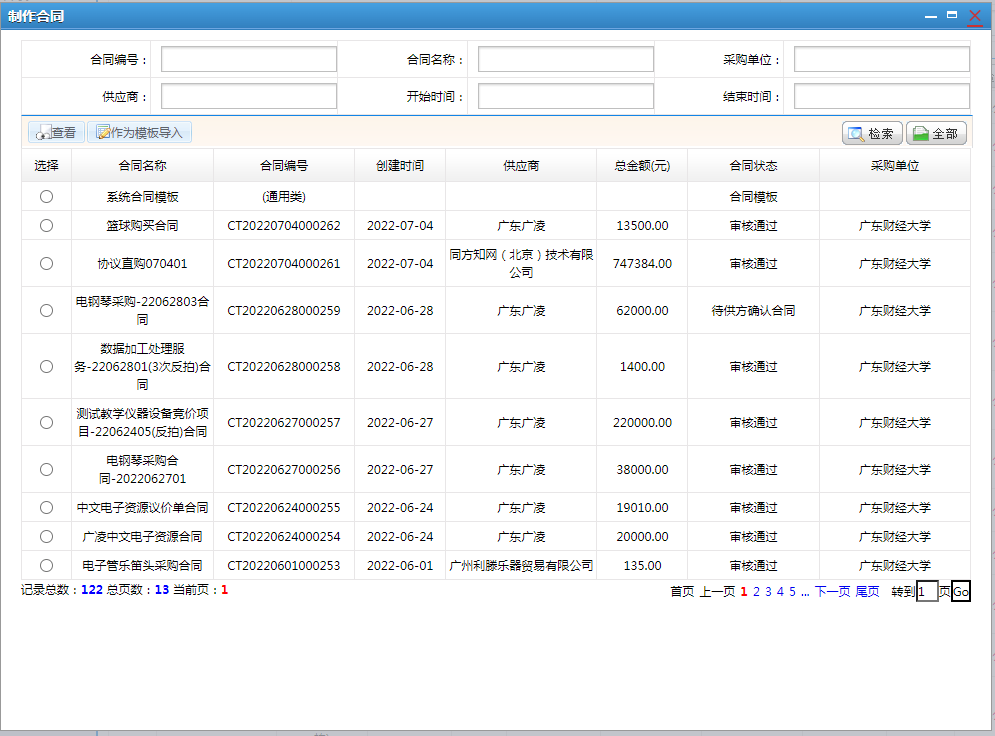 制作合同
合同编号： 合同名称： 采购单位：
供应商： 开始时间： 结束时间：
查看 作为模板导入 检索 全部
选择 合同名称 合同编号 创建时间 供应商 总金额(元) 合同状态 采购单位
系统合同模板 (通用类) 合同模板
篮球购买合同 CT20220704000262 2022-07-04 广东广凌 13500.00 审核通过 广东财经大学
协议直购070401 CT20220704000261 2022-07-04 同方知网（北京）技术有限
公司 747384.00 审核通过 广东财经大学
电钢琴采购-22062803合
同 CT20220628000259 2022-06-28 广东广凌 62000.00 待供方确认合同 广东财经大学
数据加工处理服
务-22062801(3次反拍)合
同 CT20220628000258 2022-06-28 广东广凌 1400.00 审核通过 广东财经大学
测试教学仪器设备竞价项
目-22062405(反拍)合同 CT20220627000257 2022-06-27 广东广凌 220000.00 审核通过 广东财经大学
电钢琴采购合
同-2022062701 CT20220627000256 2022-06-27 广东广凌 38000.00 审核通过 广东财经大学
中文电子资源议价单合同 CT20220624000255 2022-06-24 广东广凌 19010.00 审核通过 广东财经大学
广凌中文电子资源合同 CT20220624000254 2022-06-24 广东广凌 20000.00 审核通过 广东财经大学
电子管乐笛头采购合同 CT20220601000253 2022-06-01 广州利滕乐器贸易有限公司 135.00 审核通过 广东财经大学
记录总数：122 总页数：13 当前页：1 首页 上一页 1 2 3 4 5 ... 下一页 尾页 转到 1 页 Go